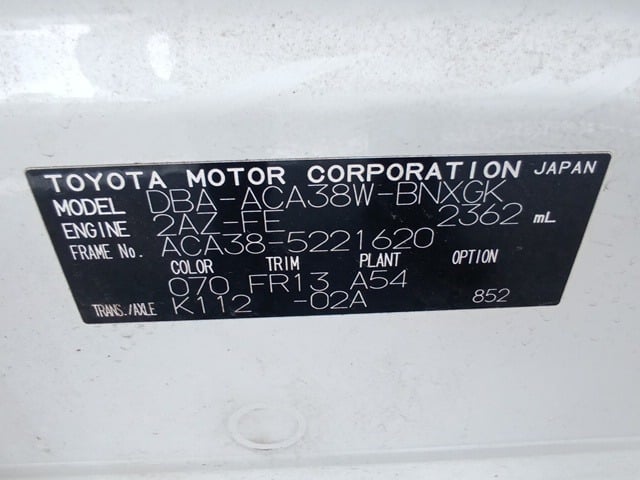 TOYOTA MOTOR CORPORATION JAPAN
MODEL DBA-ACA38W-BNXGK
ENGINE 2AZ-FE 2362 mL
FRAME No. ACA38-5221620
COLOR TRIM PLANT OPTION
070 FR13 A54
TRANS./AXLE K112 -02A 852